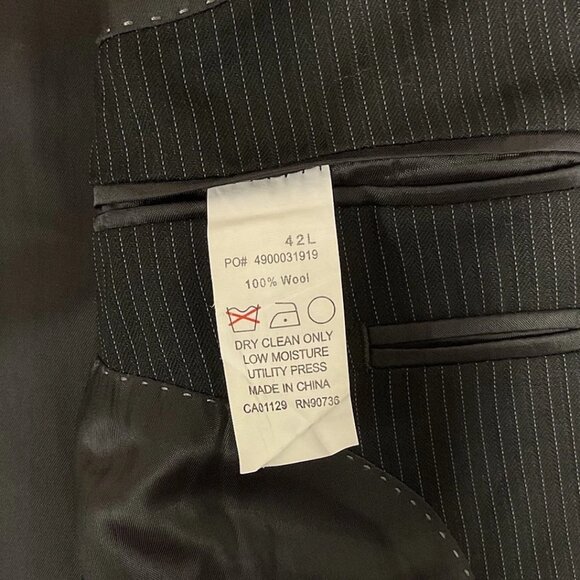 42L
PO# 4900031919
100% Wool
DRY CLEAN ONLY
LOW MOISTURE
UTILITY PRESS
MADE IN CHINA
CA01129 RN90736